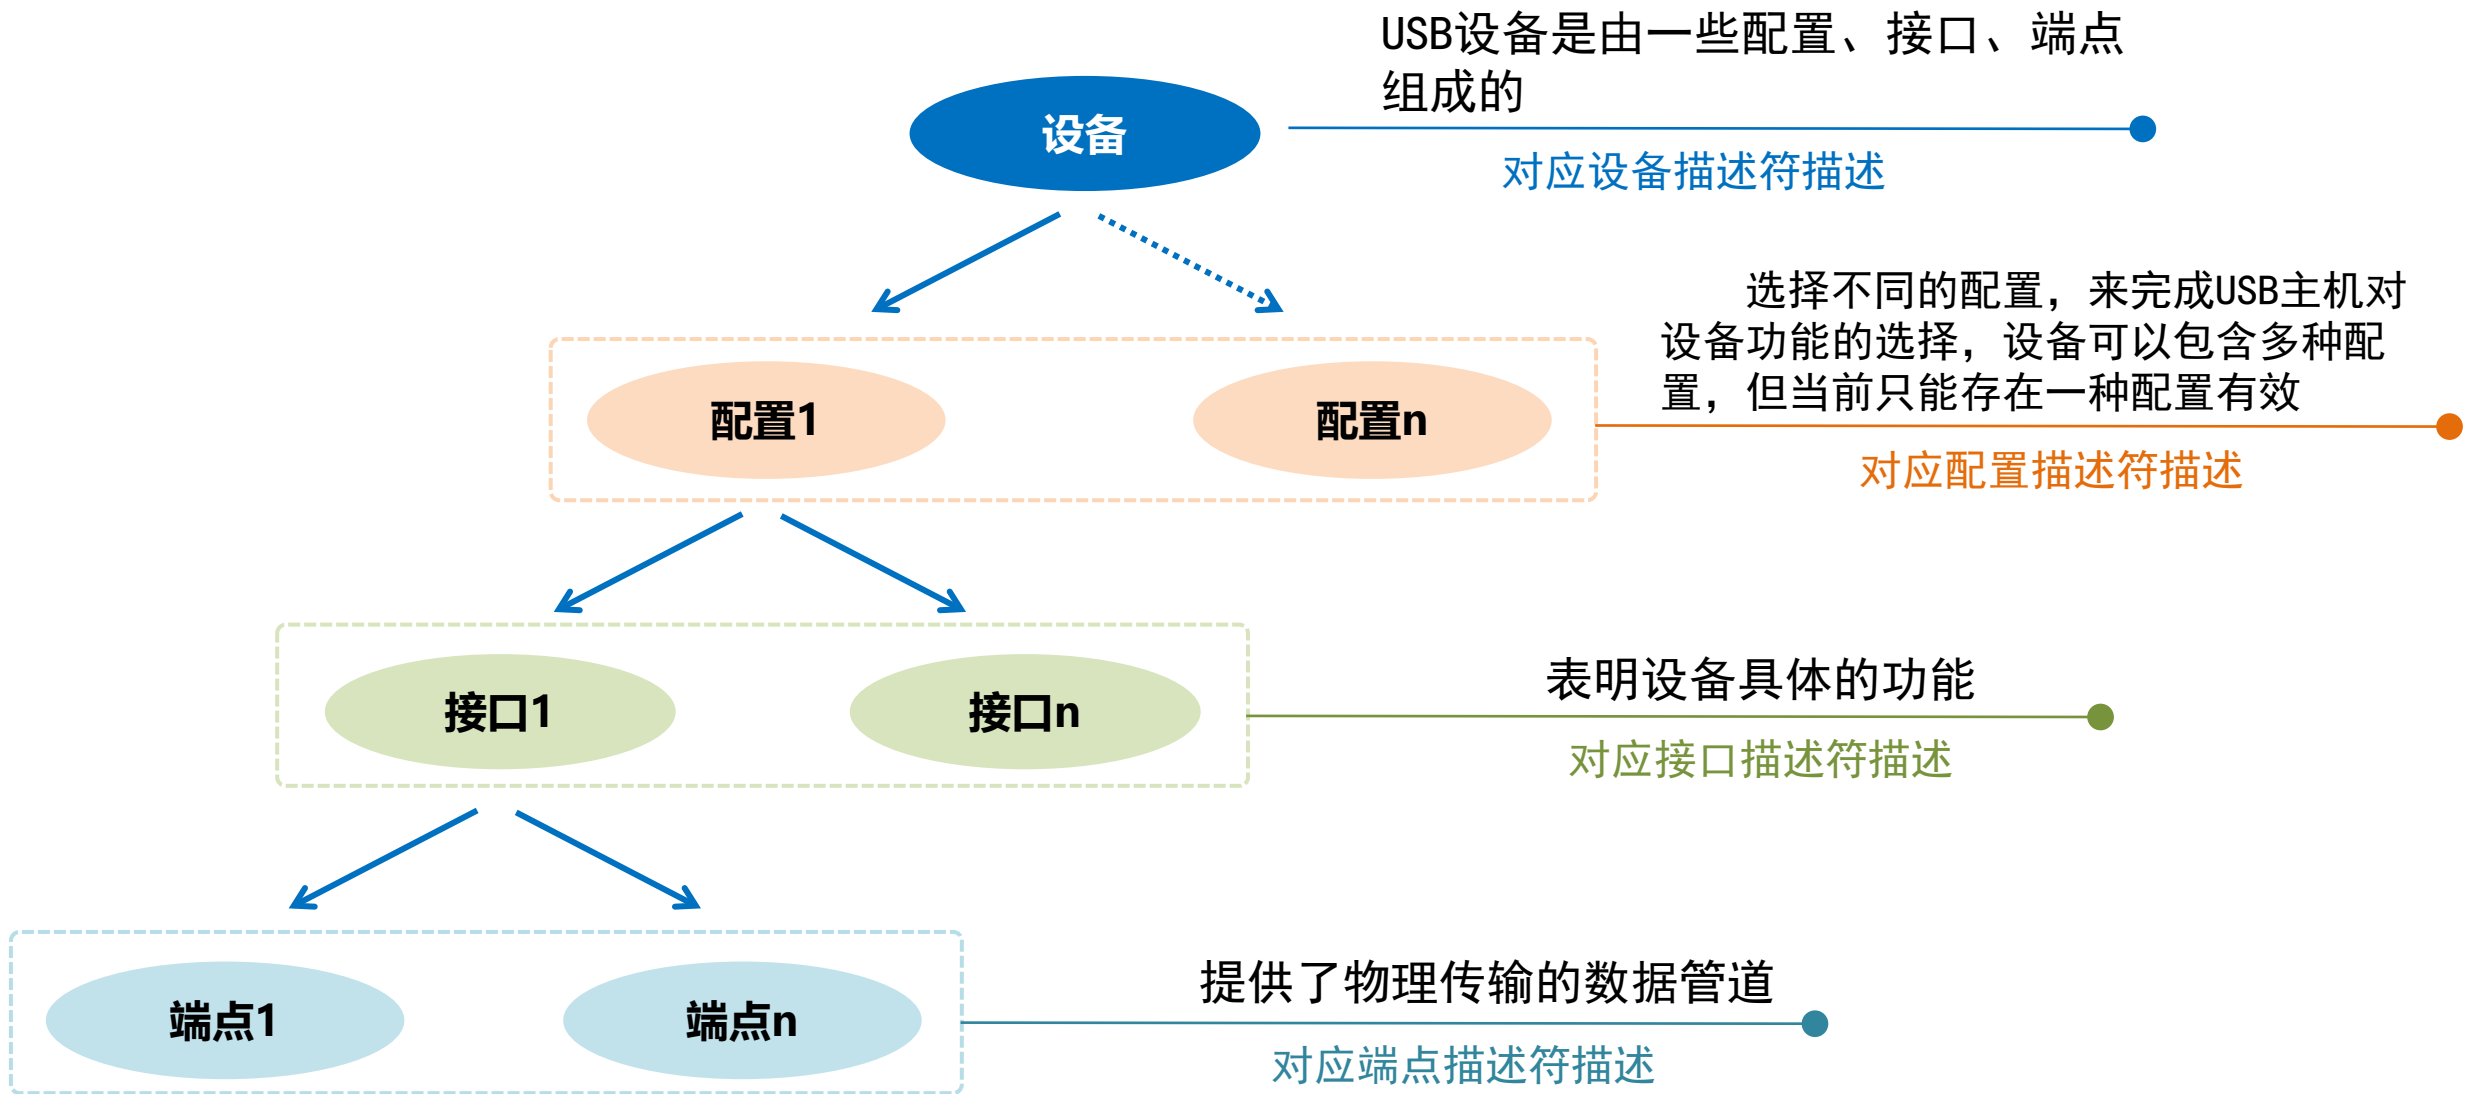 USB设备是由一些配置、接口、端点
组成的
设备
对应设备描述符描述
选择不同的配置，来完成USB主机对
设备功能的选择，设备可以包含多种配
置，但当前只能存在一种配置有效
配置1
配置n
对应配置描述符描述
表明设备具体的功能
接口1
接口n
对应接口描述符描述
提供了物理传输的数据管道
端点1
端点n
对应端点描述符描述